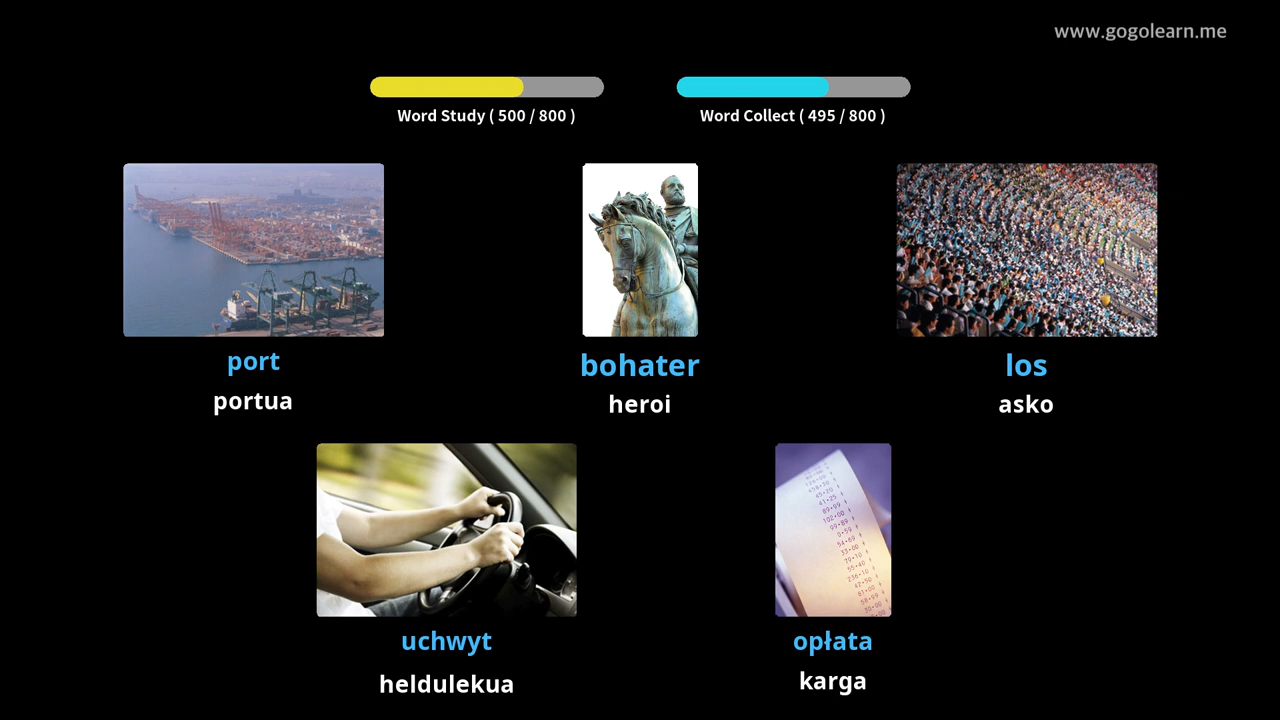 www.gogolearn.me
Word Study ( 500 / 800 )
Word Collect ( 495 / 800 )
port
portua
bohater
heroi
los
asko
uchwyt
heldulekua
opłata
karga